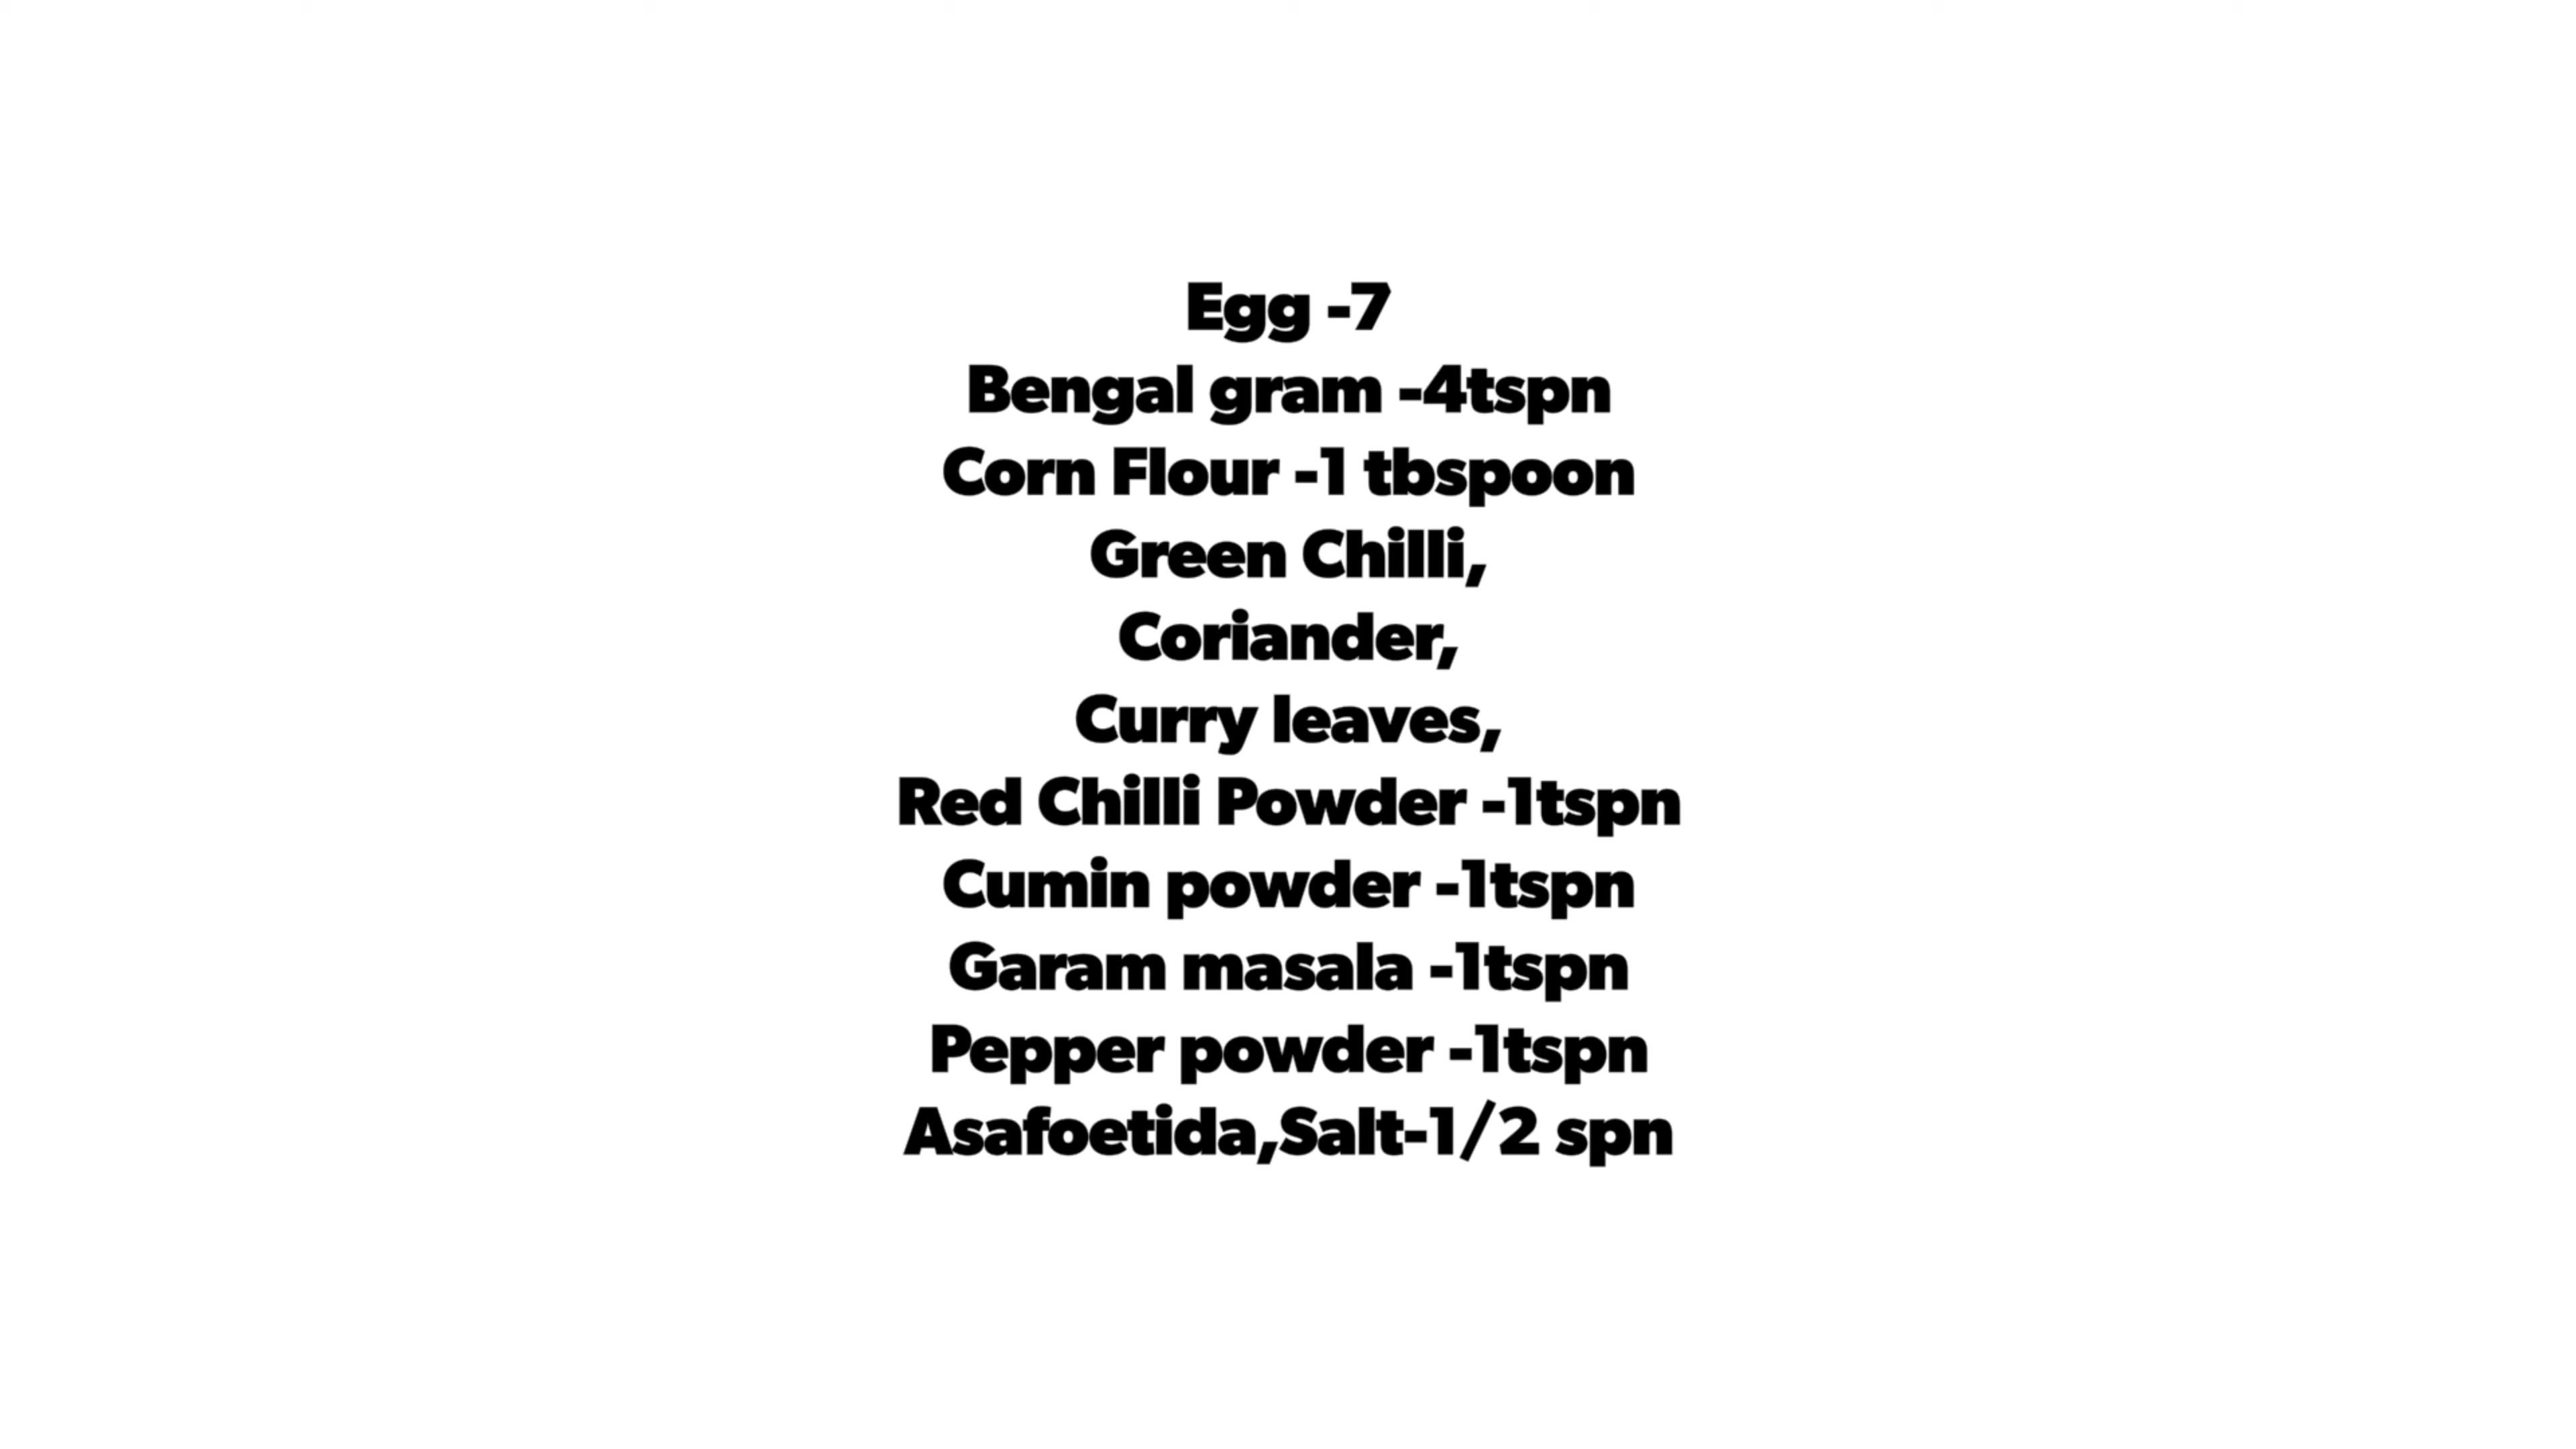 Egg -7
Bengal gram -4tspn
Corn Flour -1 tbspoon
Green Chilli,
Coriander,
Curry leaves,
Red Chilli Powder -1tspn
Cumin powder -1tspn
Garam masala -1tspn
Pepper powder -1tspn
Asafoetida,Salt-1/2 spn